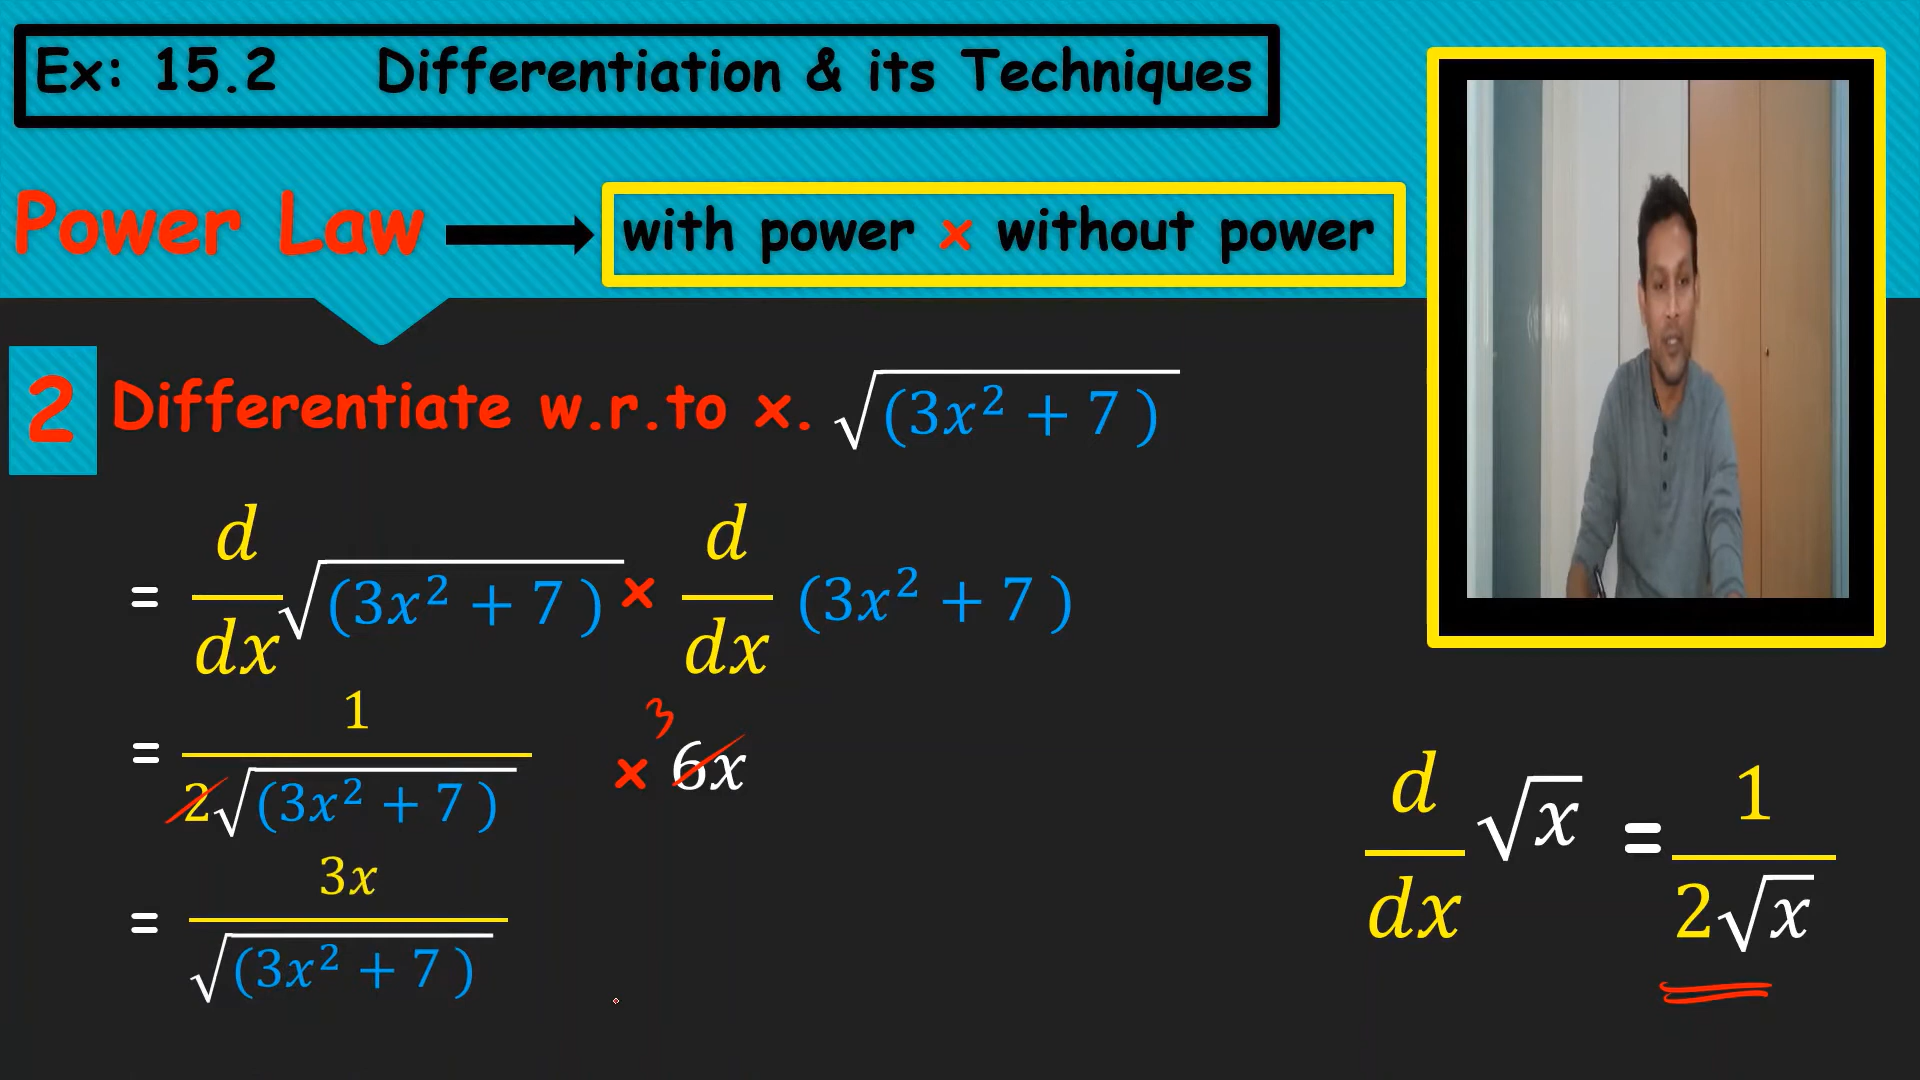 Ex: 15.2 Differentiation & its Techniques
Power Law → with power × without power
2 Differentiate w.r.to x. √(3x² + 7 )
= d/dx √(3x² + 7 ) × d/dx (3x² + 7 )
= 1/2√(3x² + 7 ) × 3 6x
= 3x/√(3x² + 7 )
d/dx √x = 1/2√x